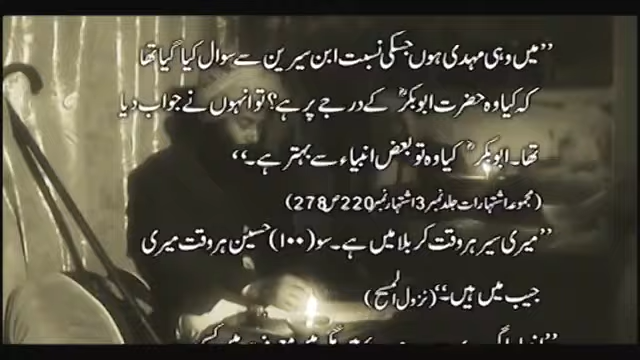 ”میں وہی مہدی ہوں جسکی نسبت ابن سیرین سے سوال کیا گیا تھا
کہ کیا وہ حضرت ابوبکرؓ کے درجے پر ہے؟ تو انہوں نے جواب دیا
تھا۔ ابوبکرؓ کیا وہ تو بعض انبیاء سے بہتر ہے۔“
(مجموعہ اشتہارات جلد نمبر 3 اشتہار نمبر 220 ص 278)
”میری سیر ہر وقت کربلا میں ہے۔ سو (۱۰۰) حسین ہر وقت میری
جیب میں ہیں۔“ (نزول المسیح)